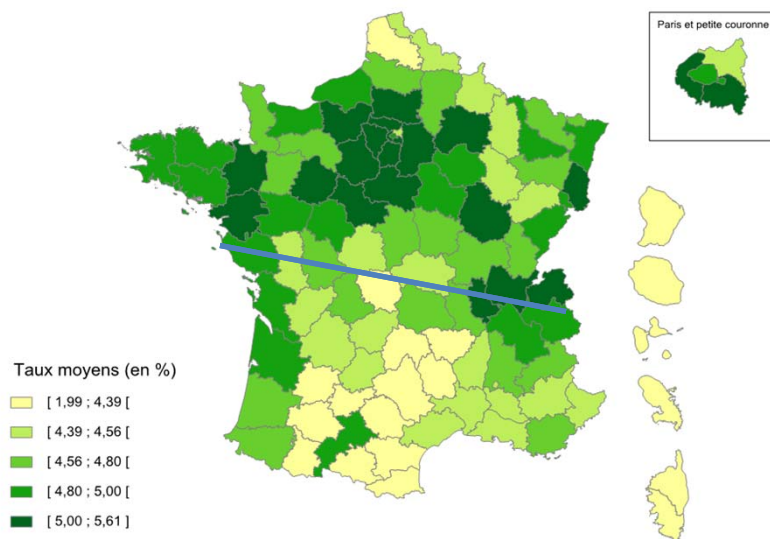 Paris et petite couronne
Taux moyens (en %)
[ 1,99 ; 4,39 [
[ 4,39 ; 4,56 [
[ 4,56 ; 4,80 [
[ 4,80 ; 5,00 [
[ 5,00 ; 5,61 ]